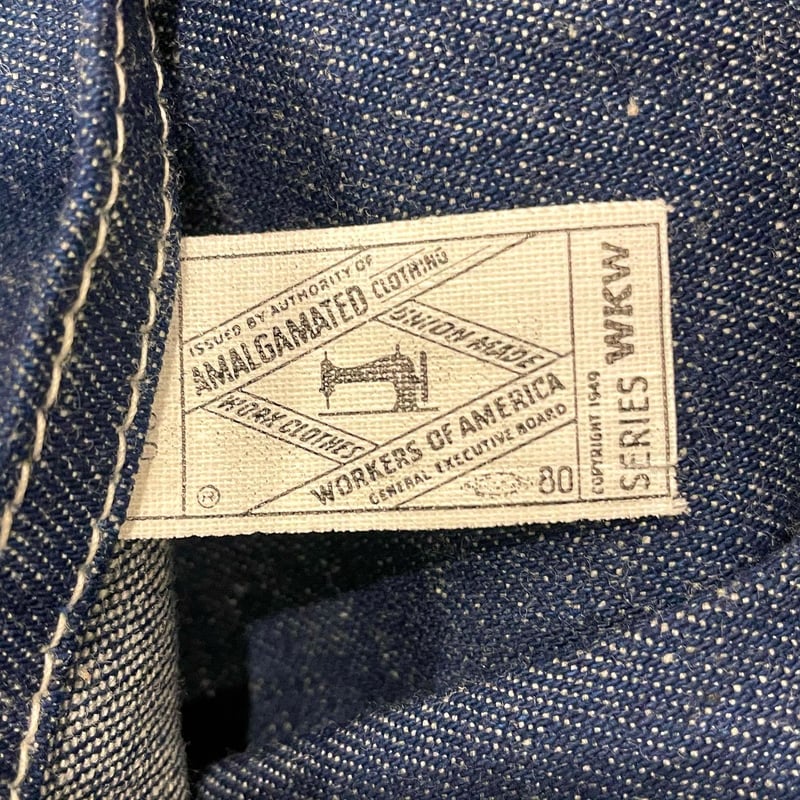 ISSUED BY AUTHORITY OF
AMALGAMATED CLOTHING
UNION MADE
WORK CLOTHES
WORKERS OF AMERICA
GENERAL EXECUTIVE BOARD
®
80
COPYRIGHT 1949
SERIES WKW